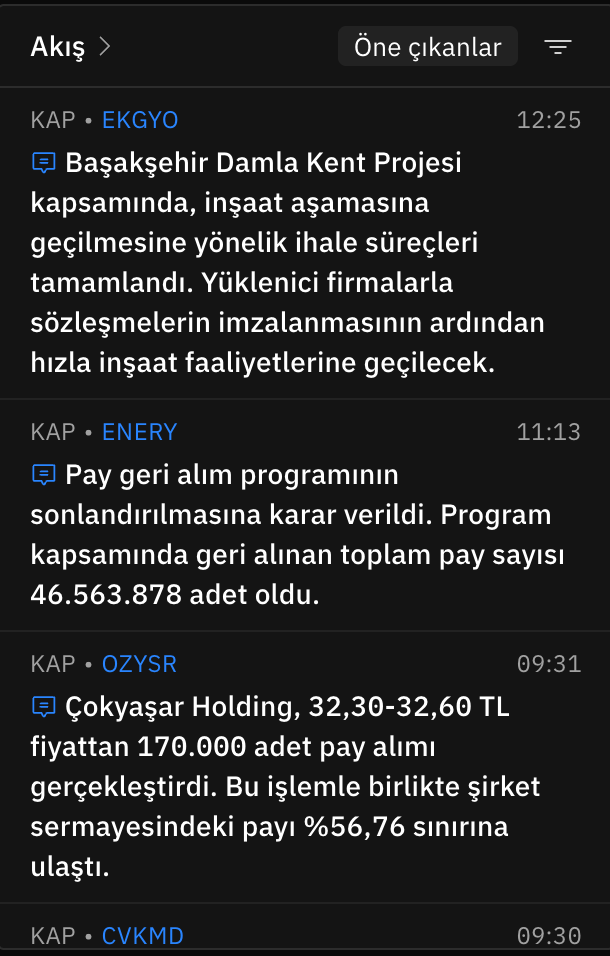 Akış
Öne çıkanlar
KAP • EKGYO 12:25
Başakşehir Damla Kent Projesi
kapsamında, inşaat aşamasına
geçilmesine yönelik ihale süreçleri
tamamlandı. Yüklenici firmalarla
sözleşmelerin imzalanmasının ardından
hızla inşaat faaliyetlerine geçilecek.
KAP • ENERY 11:13
Pay geri alım programının
sonlandırılmasına karar verildi. Program
kapsamında geri alınan toplam pay sayısı
46.563.878 adet oldu.
KAP • OZYSR 09:31
Çokyaşar Holding, 32,30-32,60 TL
fiyattan 170.000 adet pay alımı
gerçekleştirdi. Bu işlemle birlikte şirket
sermayesindeki payı %56,76 sınırına
ulaştı.
KAP • CVKMD 09:30